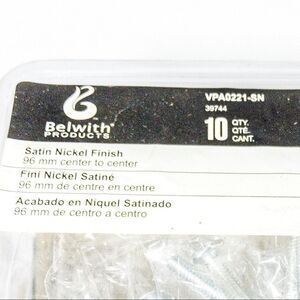 Belwith
PRODUCTS
VPA0221-SN
39744
10 QTY.
QTÉ.
CANT.
Satin Nickel Finish
96 mm center to center
Fini Nickel Satiné
96 mm de centre en centre
Acabado en Niquel Satinado
96 mm de centro a centro